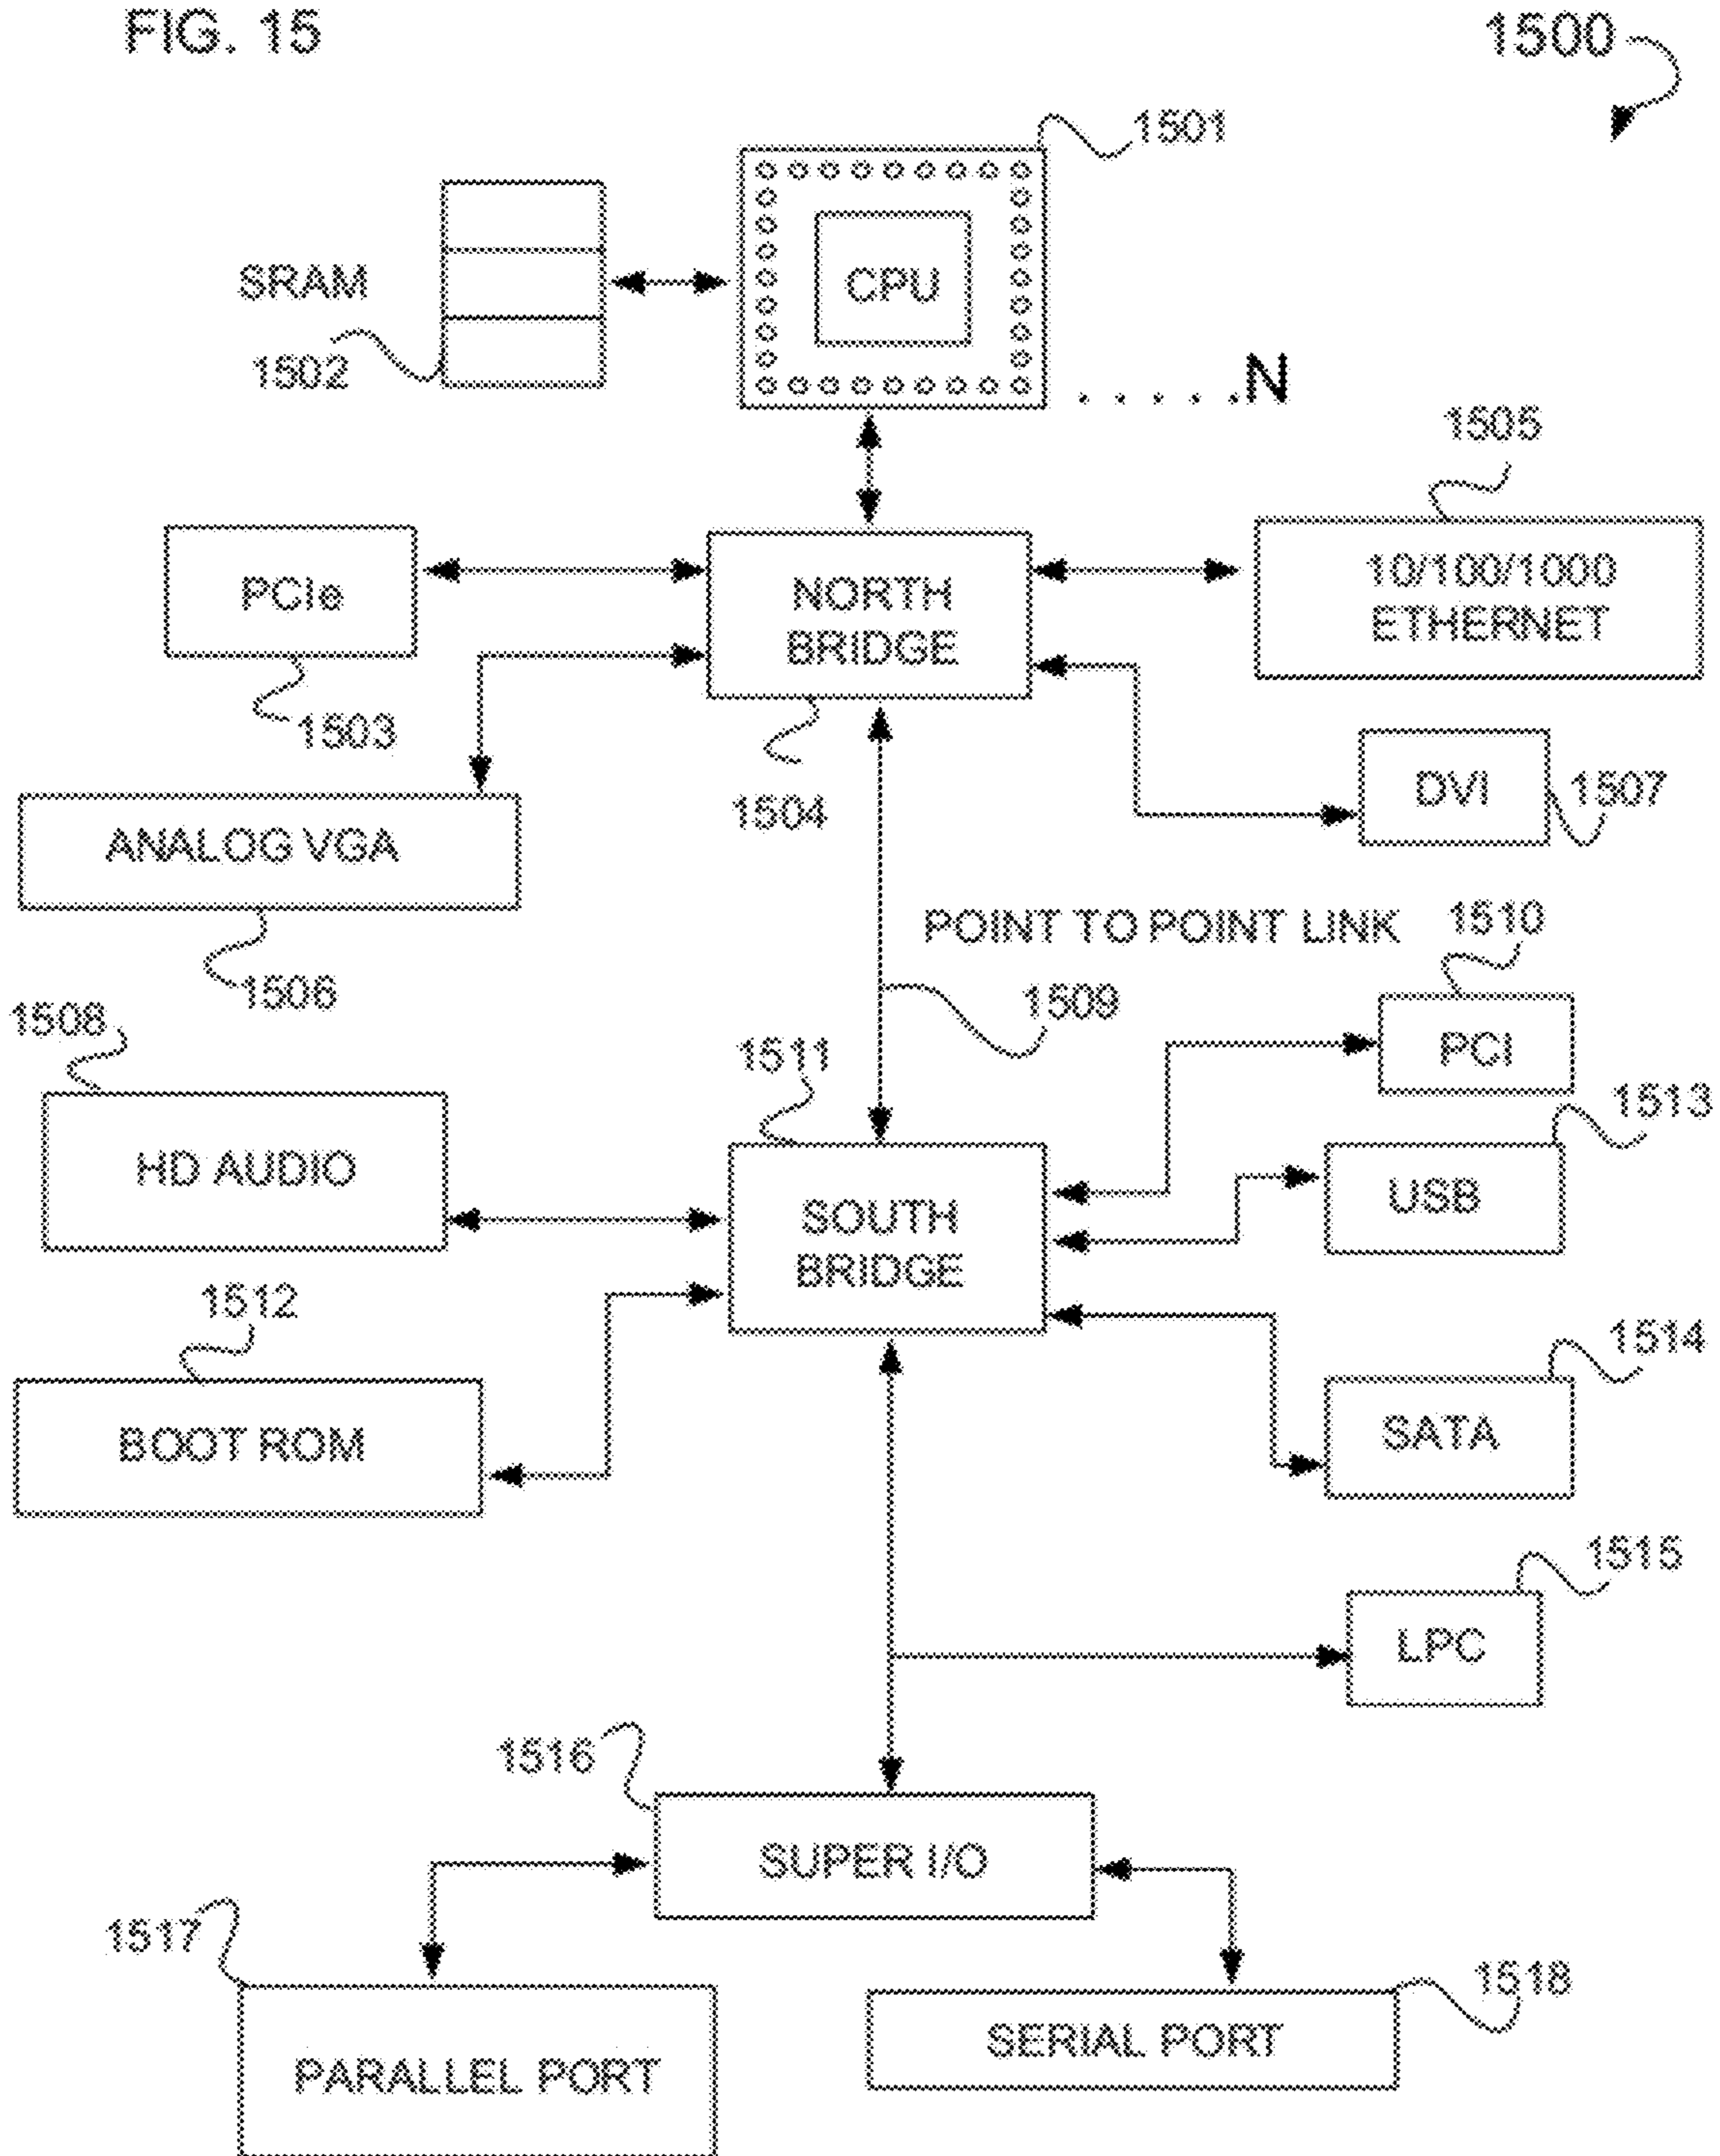 FIG. 15
1500
1501
SRAM
CPU
1502
. . . . .N
1505
PCIe
NORTH
BRIDGE
10/100/1000
ETHERNET
1503
1504
DVI
1507
ANALOG VGA
1506
POINT TO POINT LINK
1510
1508
1509
1511
PCI
1513
HD AUDIO
SOUTH
BRIDGE
USB
1512
1514
BOOT ROM
SATA
1515
LPC
1516
SUPER I/O
1517
1518
PARALLEL PORT
SERIAL PORT